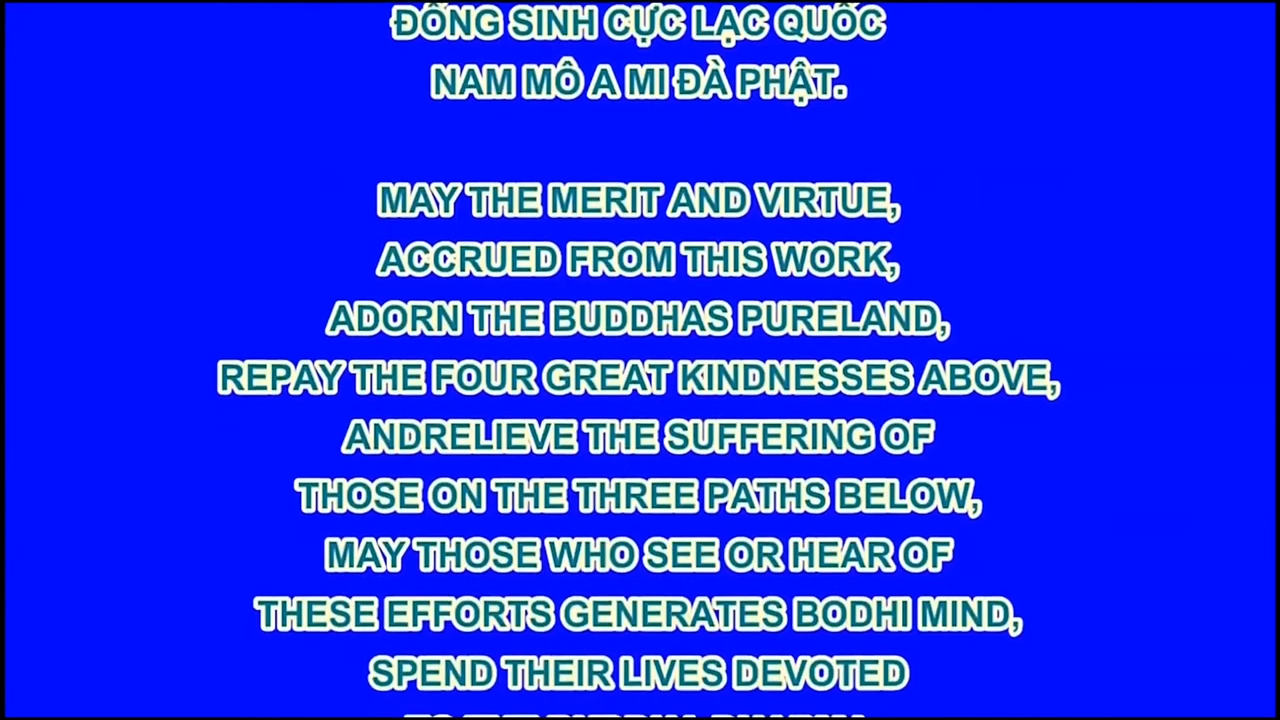 ĐỒNG SINH CỰC LẠC QUỐC
NAM MÔ A MI ĐÀ PHẬT.
MAY THE MERIT AND VIRTUE,
ACCRUED FROM THIS WORK,
ADORN THE BUDDHAS PURELAND,
REPAY THE FOUR GREAT KINDNESSES ABOVE,
ANDRELIEVE THE SUFFERING OF
THOSE ON THE THREE PATHS BELOW,
MAY THOSE WHO SEE OR HEAR OF
THESE EFFORTS GENERATES BODHI MIND,
SPEND THEIR LIVES DEVOTED